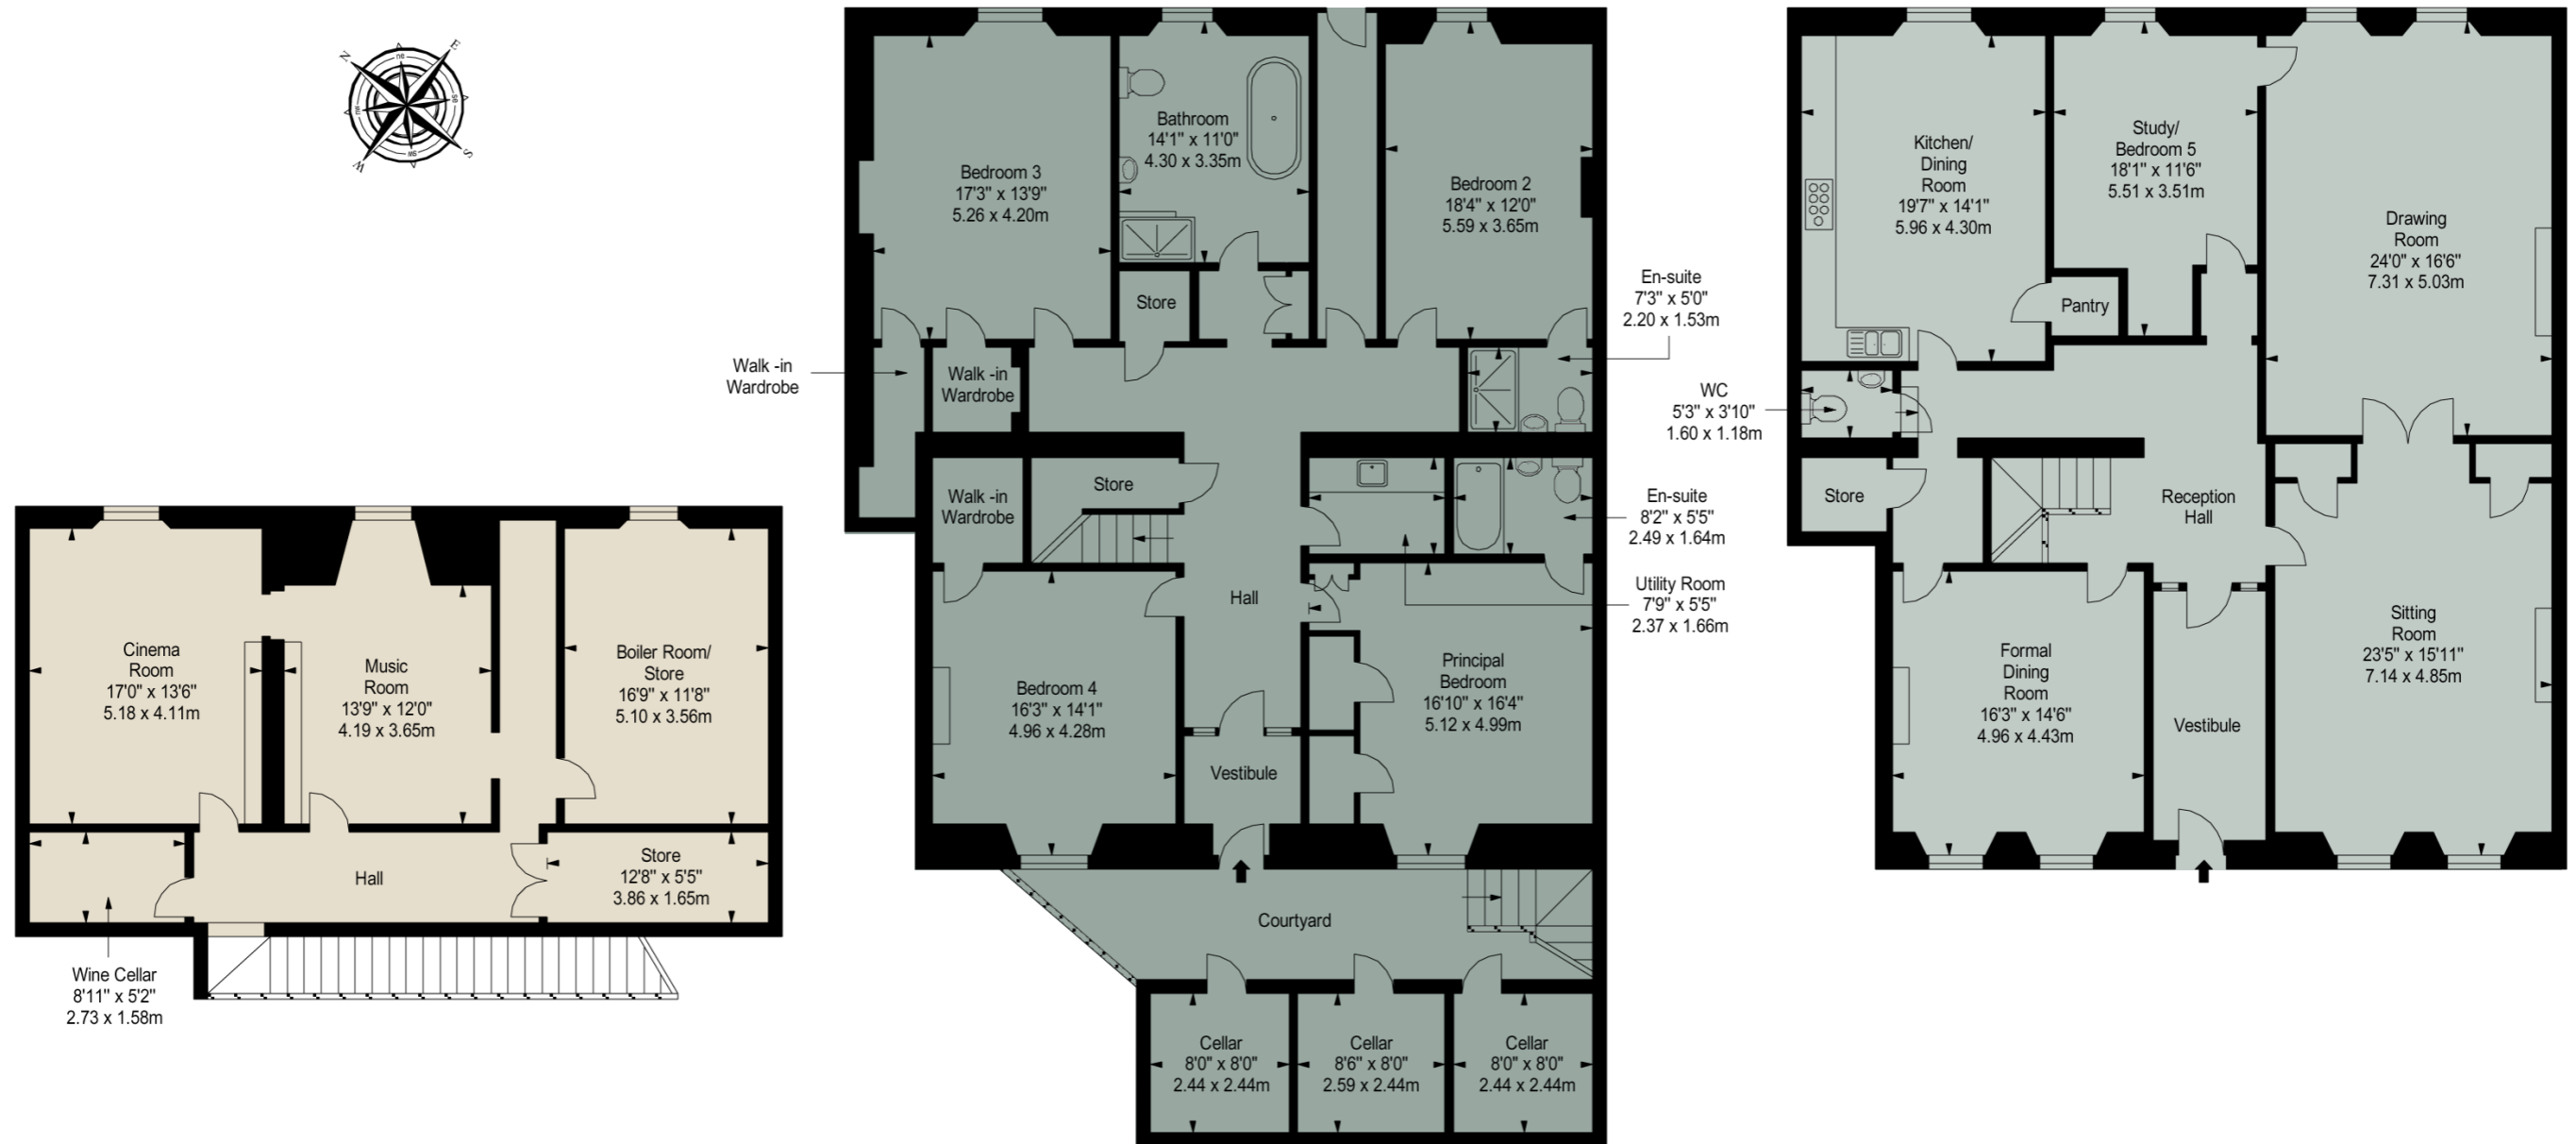 N
E
S
W
NE
SE
SW
NW
Cinema
Room
17'0" x 13'6"
5.18 x 4.11m
Music
Room
13'9" x 12'0"
4.19 x 3.65m
Boiler Room/
Store
16'9" x 11'8"
5.10 x 3.56m
Hall
Store
12'8" x 5'5"
3.86 x 1.65m
Wine Cellar
8'11" x 5'2"
2.73 x 1.58m
Bedroom 3
17'3" x 13'9"
5.26 x 4.20m
Bathroom
14'1" x 11'0"
4.30 x 3.35m
Bedroom 2
18'4" x 12'0"
5.59 x 3.65m
Store
En-suite
7'3" x 5'0"
2.20 x 1.53m
Walk -in
Wardrobe
Walk -in
Wardrobe
Walk -in
Wardrobe
Store
En-suite
8'2" x 5'5"
2.49 x 1.64m
Utility Room
7'9" x 5'5"
2.37 x 1.66m
Hall
Bedroom 4
16'3" x 14'1"
4.96 x 4.28m
Principal
Bedroom
16'10" x 16'4"
5.12 x 4.99m
Vestibule
Courtyard
Cellar
8'0" x 8'0"
2.44 x 2.44m
Cellar
8'6" x 8'0"
2.59 x 2.44m
Cellar
8'0" x 8'0"
2.44 x 2.44m
Kitchen/
Dining
Room
19'7" x 14'1"
5.96 x 4.30m
Study/
Bedroom 5
18'1" x 11'6"
5.51 x 3.51m
Drawing
Room
24'0" x 16'6"
7.31 x 5.03m
Pantry
WC
5'3" x 3'10"
1.60 x 1.18m
Store
Reception
Hall
Formal
Dining
Room
16'3" x 14'6"
4.96 x 4.43m
Vestibule
Sitting
Room
23'5" x 15'11"
7.14 x 4.85m